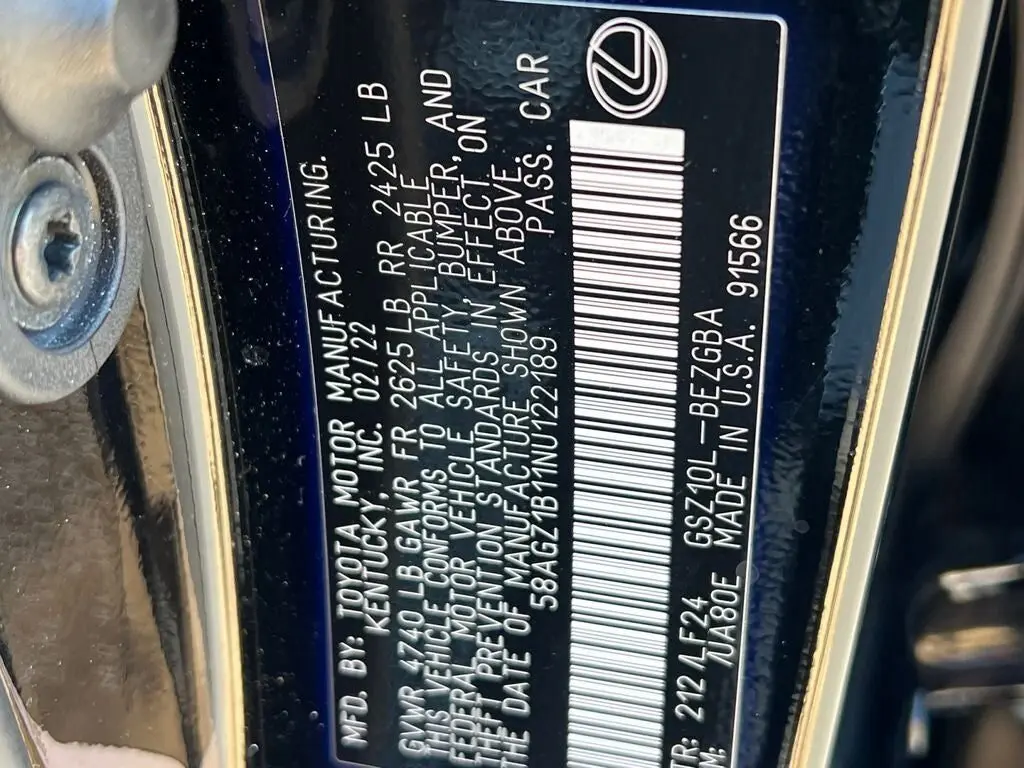 MFD. BY: TOYOTA MOTOR MANUFACTURING.
KENTUCKY, INC. 02/22
GVWR 4740 LB GAWR FR 2625 LB RR 2425 LB
THIS VEHICLE CONFORMS TO ALL APPLICABLE
FEDERAL MOTOR VEHICLE SAFETY, BUMPER, AND
THEFT PREVENTION STANDARDS IN EFFECT ON
THE DATE OF MANUFACTURE SHOWN ABOVE.
58AGZ1B11NU122189 PASS. CAR
TR: 212 /LF24 GSZ10L-BEZGBA
M: /UA80E MADE IN U.S.A. 91566